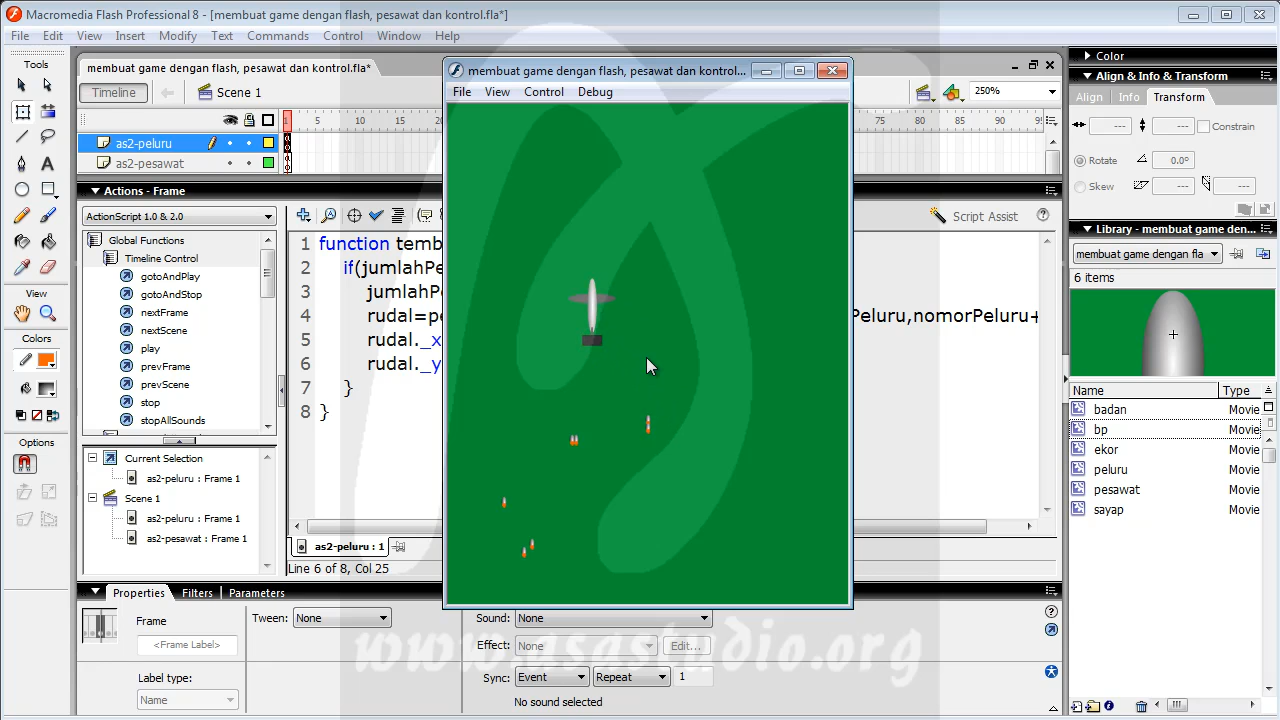 Macromedia Flash Professional 8 - [membuat game dengan flash, pesawat dan kontrol.fla*]
File Edit View Insert Modify Text Commands Control Window Help
Tools
View
Colors
Options
membuat game dengan flash, pesawat dan kontrol.fla*
Timeline Scene 1 250%
1 5 10 15 20 75 80 85 90 95
as2-peluru
as2-pesawat
Actions - Frame
ActionScript 1.0 & 2.0
Global Functions
Timeline Control
gotoAndPlay
gotoAndStop
nextFrame
nextScene
play
prevFrame
prevScene
stop
stopAllSounds
Current Selection
as2-peluru : Frame 1
Scene 1
as2-peluru : Frame 1
as2-pesawat : Frame 1
Script Assist
1 function temb
2 if(jumlahPe
3 jumlahPe
4 rudal=pe Peluru,nomorPeluru+
5 rudal._x
6 rudal._y
7 }
8 }
as2-peluru : 1
Line 6 of 8, Col 25
membuat game dengan flash, pesawat dan kontrol...
File View Control Debug
Properties Filters Parameters
Frame
<Frame Label>
Label type:
Name
Tween: None
Sound: None
Effect: None Edit...
Sync: Event Repeat 1
No sound selected
Color
Align & Info & Transform
Align Info Transform
--- --- Constrain
Rotate 0.0°
Skew --- ---
Library - membuat game den...
membuat game dengan fla
6 items
Name Type
badan Movie
bp Movie
ekor Movie
peluru Movie
pesawat Movie
sayap Movie
www.asastudio.org